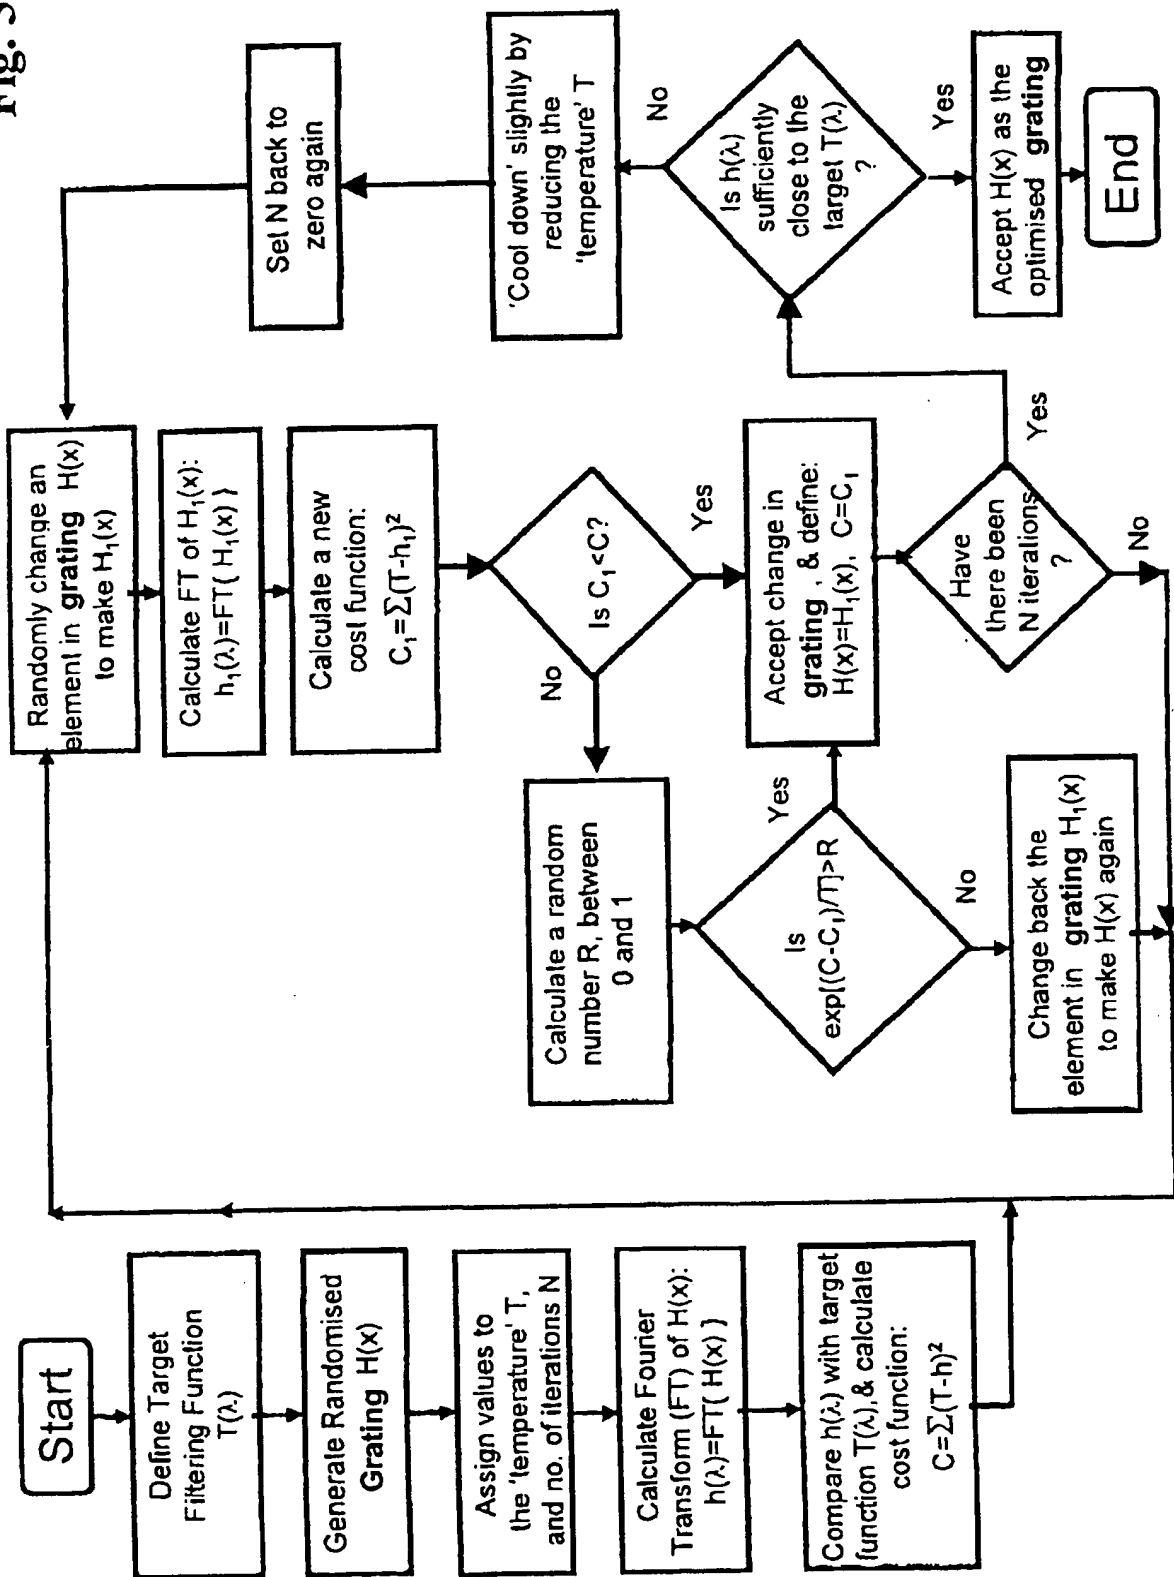 Fig. 3
Start
Define Target
Filtering Function
T(λ)
Generate Randomised
Grating H(x)
Assign values to
the 'temperature' T,
and no. of iterations N
Calculate Fourier
Transform (FT) of H(x):
h(λ)=FT{ H(x) }
Compare h(λ) with target
function T(λ),& calculate
cost function:
C=∑(T-h)²
Randomly change an
element in grating H(x)
to make H₁(x)
Calculate FT of H₁(x):
h₁(λ)=FT{ H₁(x) }
Calculate a new
cost function:
C₁=∑(T-h₁)²
Is C₁<C?
No
Yes
Calculate a random
number R, between
0 and 1
Is
exp[(C-C₁)/T]>R
Yes
No
Change back the
element in grating H₁(x)
to make H(x) again
Accept change in
grating , & define:
H(x)=H₁(x), C=C₁
Have
there been
N iterations
?
Yes
No
Set N back to
zero again
'Cool down' slightly by
reducing the
'temperature' T
No
Is h(λ)
sufficiently
close to the
target T(λ)
?
Yes
Accept H(x) as the
optimised grating
End